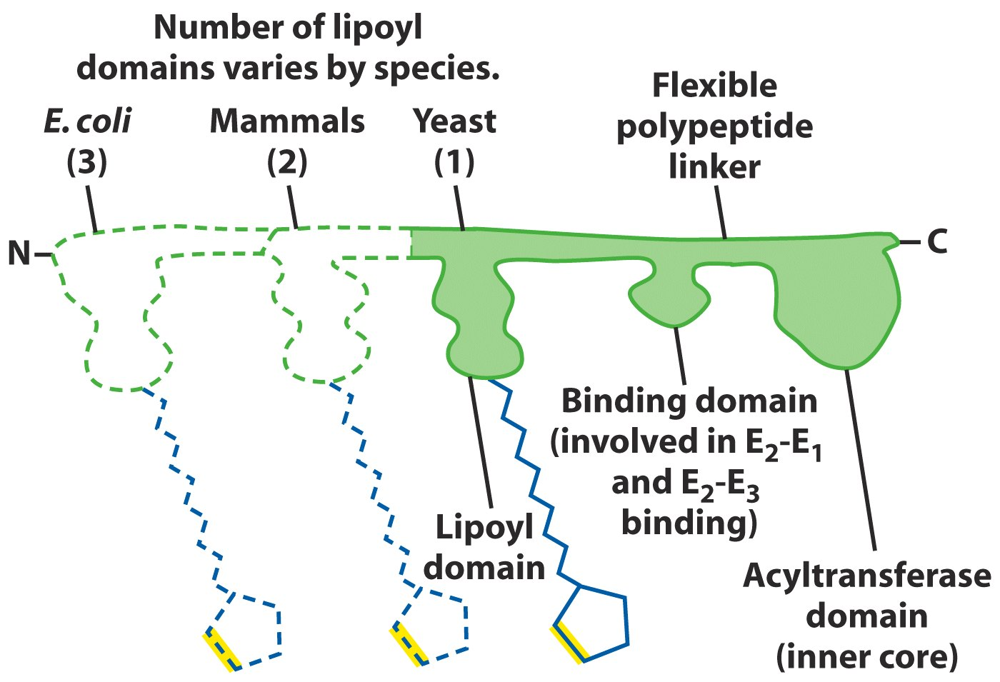 Number of lipoyl
domains varies by species.
E. coli
(3)
Mammals
(2)
Yeast
(1)
Flexible
polypeptide
linker
N
C
Binding domain
(involved in E₂-E₁
and E₂-E₃
binding)
Lipoyl
domain
Acyltransferase
domain
(inner core)